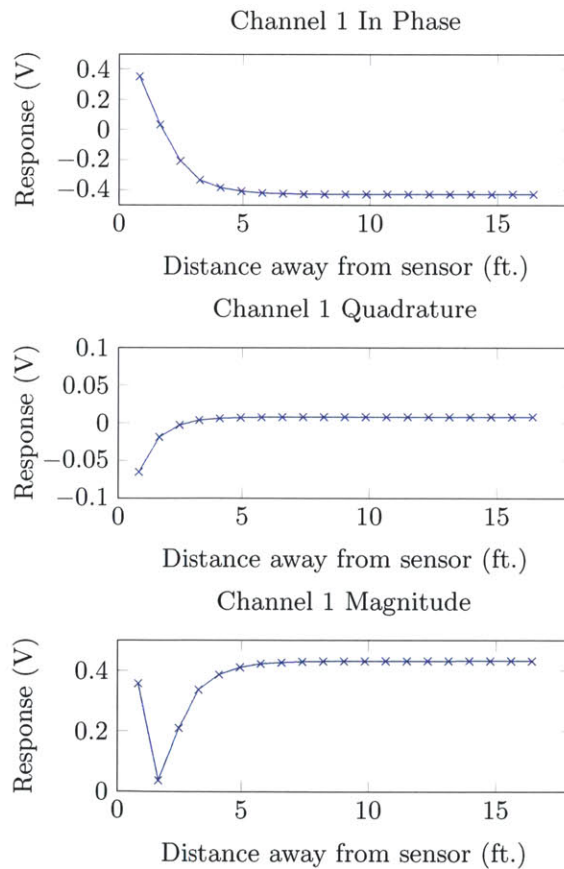 Channel 1 In Phase
Response (V)
0.4
0.2
0
−0.2
−0.4
0 5 10 15
Distance away from sensor (ft.)
Channel 1 Quadrature
Response (V)
0.1
0.05
0
−0.05
−0.1
0 5 10 15
Distance away from sensor (ft.)
Channel 1 Magnitude
Response (V)
0.4
0.2
0
0 5 10 15
Distance away from sensor (ft.)